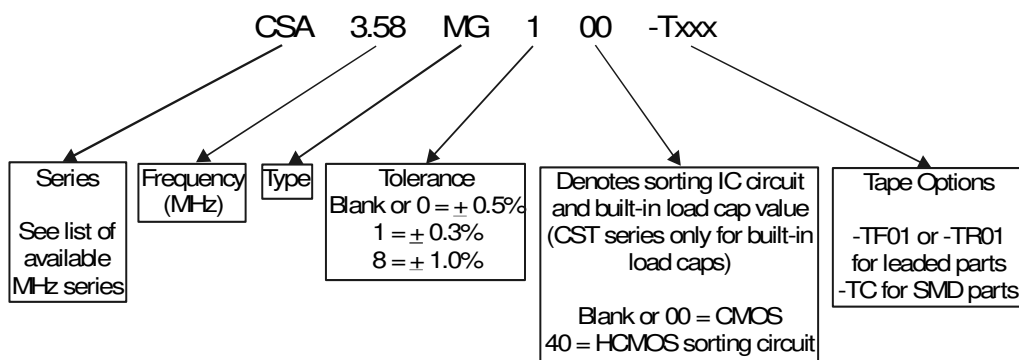 CSA 3.58 MG 1 00 -Txxx
Series
See list of
available
MHz series
Frequency
(MHz)
Type
Tolerance
Blank or 0 = ± 0.5%
1 = ± 0.3%
8 = ± 1.0%
Denotes sorting IC circuit
and built-in load cap value
(CST series only for built-in
load caps)
Blank or 00 = CMOS
40 = HCMOS sorting circuit
Tape Options
-TF01 or -TR01
for leaded parts
-TC for SMD parts